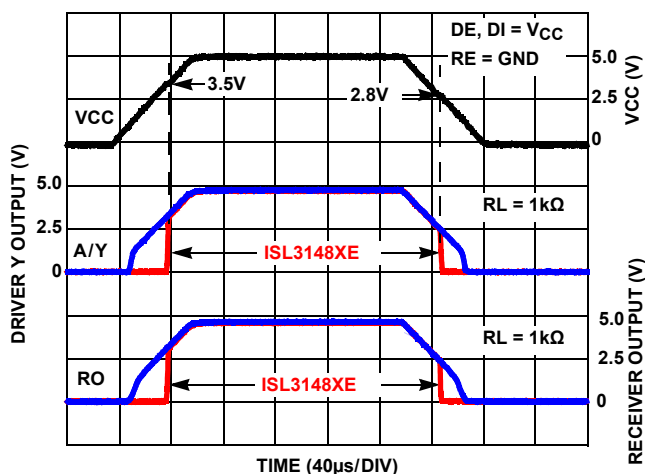 DE, DI = VCC
RE = GND
5.0
3.5V
2.8V
2.5
VCC
0
VCC (V)
5.0
RL = 1kΩ
2.5
A/Y
ISL3148XE
0
DRIVER Y OUTPUT (V)
5.0
RL = 1kΩ
2.5
RO
ISL3148XE
0
RECEIVER OUTPUT (V)
TIME (40µs/DIV)